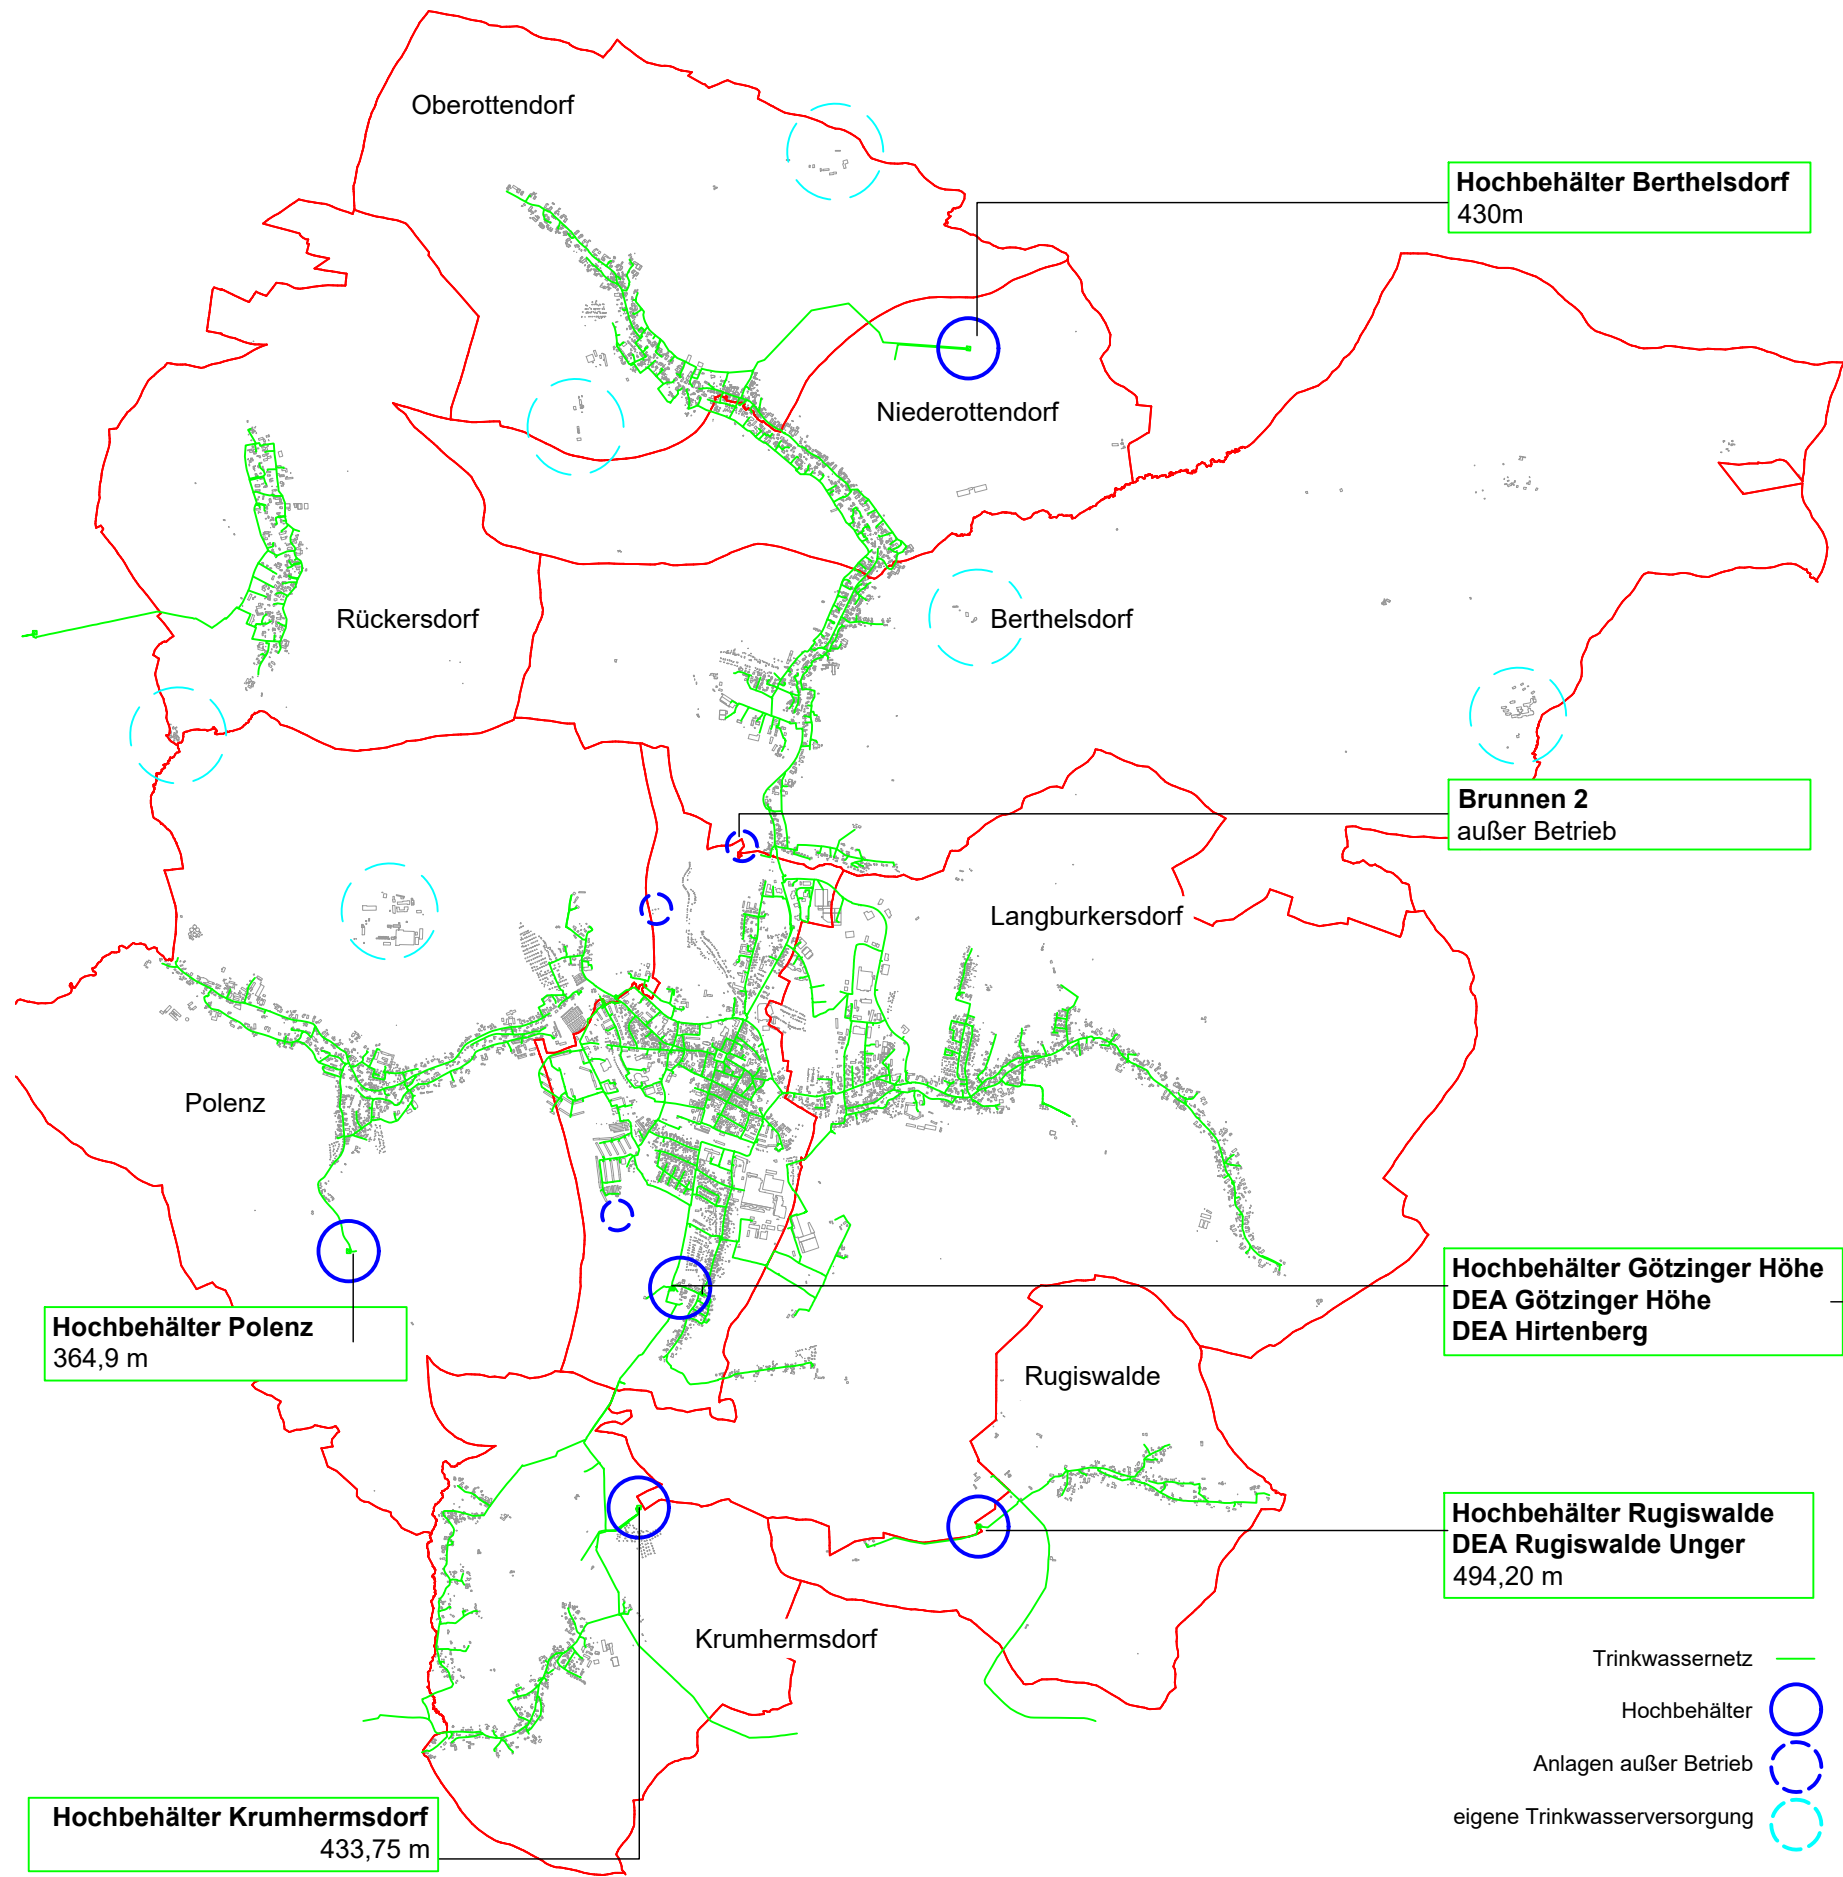 Oberottendorf
Hochbehälter Berthelsdorf
430m
Niederottendorf
Rückersdorf
Berthelsdorf
Brunnen 2
außer Betrieb
Langburkersdorf
Polenz
Hochbehälter Götzinger Höhe
DEA Götzinger Höhe
DEA Hirtenberg
Hochbehälter Polenz
364,9 m
Rugiswalde
Hochbehälter Rugiswalde
DEA Rugiswalde Unger
494,20 m
Krumhermsdorf
Trinkwassernetz
Hochbehälter
Anlagen außer Betrieb
eigene Trinkwasserversorgung
Hochbehälter Krumhermsdorf
433,75 m